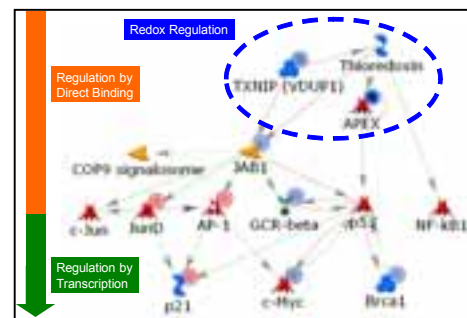 Redox Regulation
Regulation by
Direct Binding
Thioredoxin
TXNIP (VDUP1)
APEX
COP9 signalosome
JAB1
c-Jun
JunD
AP-1
GCR-beta
p53
NF-kB1
Regulation by
Transcription
p21
c-Myc
Brca1